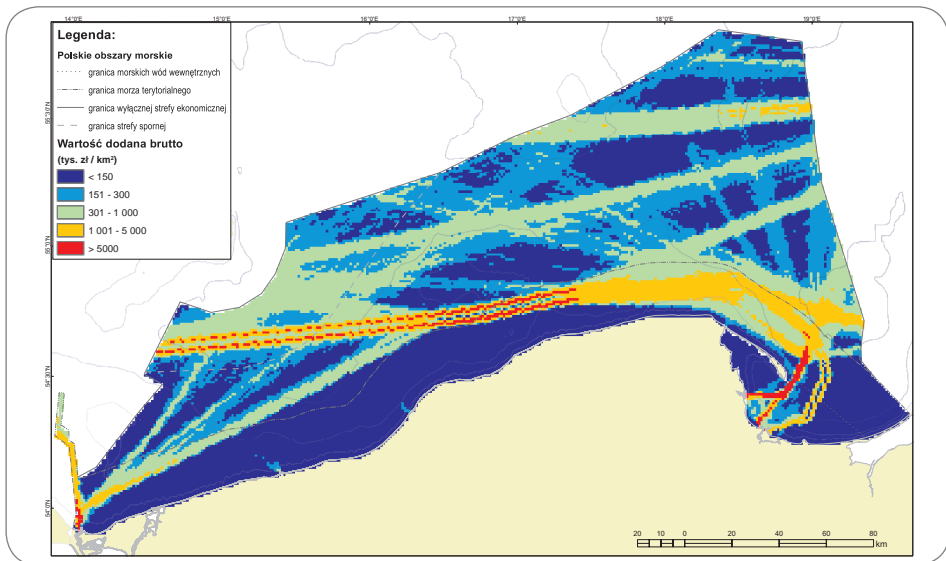 14°0'E 15°0'E 16°0'E 17°0'E 18°0'E 19°0'E
Legenda:
Polskie obszary morskie
granica morskich wód wewnętrznych
granica morza terytorialnego
granica wyłącznej strefy ekonomicznej
granica strefy spornej
Wartość dodana brutto
(tys. zł / km²)
< 150
151 - 300
301 - 1 000
1 001 - 5 000
> 5000
55°30'N
54°30'N
54°0'N
20 10 0 20 40 60 80
km